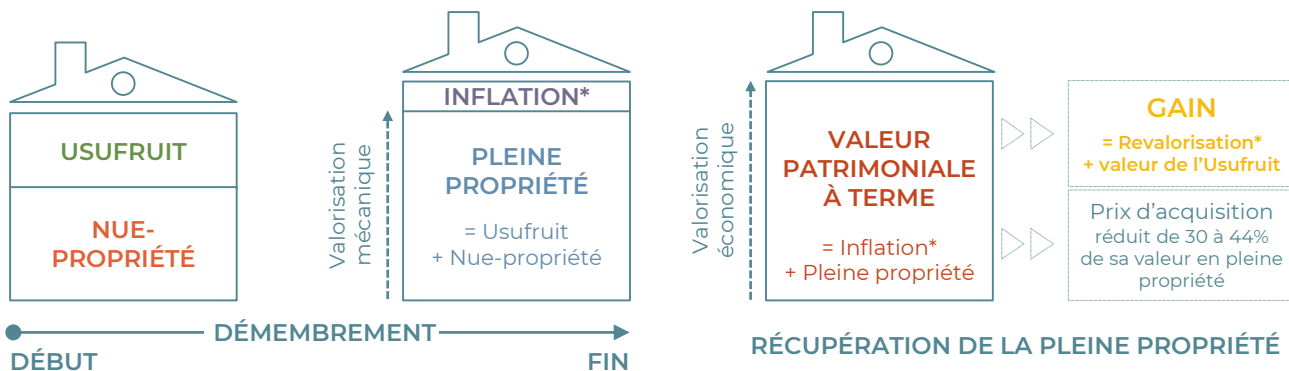 USUFRUIT
NUE-
PROPRIÉTÉ
Valorisation
mécanique
INFLATION*
PLEINE
PROPRIÉTÉ
= Usufruit
+ Nue-propriété
DÉMEMBREMENT
DÉBUT
FIN
Valorisation
économique
VALEUR
PATRIMONIALE
À TERME
= Inflation*
+ Pleine propriété
GAIN
= Revalorisation*
+ valeur de l’Usufruit
Prix d’acquisition
réduit de 30 à 44%
de sa valeur en pleine
propriété
RÉCUPÉRATION DE LA PLEINE PROPRIÉTÉ